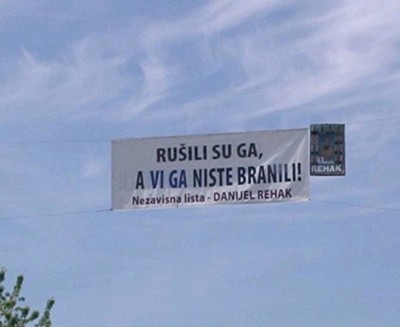 RUŠILI SU GA,
A VI GA NISTE BRANILI!
Nezavisna lista - DANIJEL REHAK
REHAK,